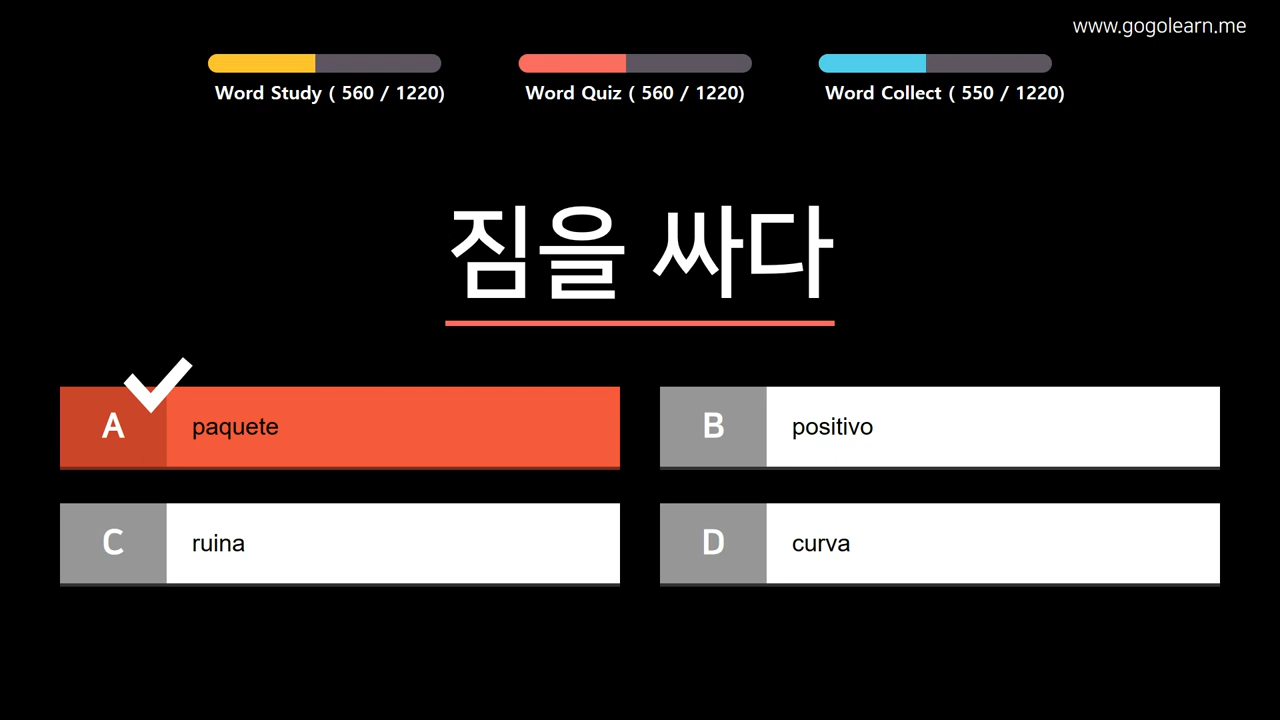 www.gogolearn.me
Word Study ( 560 / 1220)
Word Quiz ( 560 / 1220)
Word Collect ( 550 / 1220)
짐을 싸다
A paquete
B positivo
C ruina
D curva